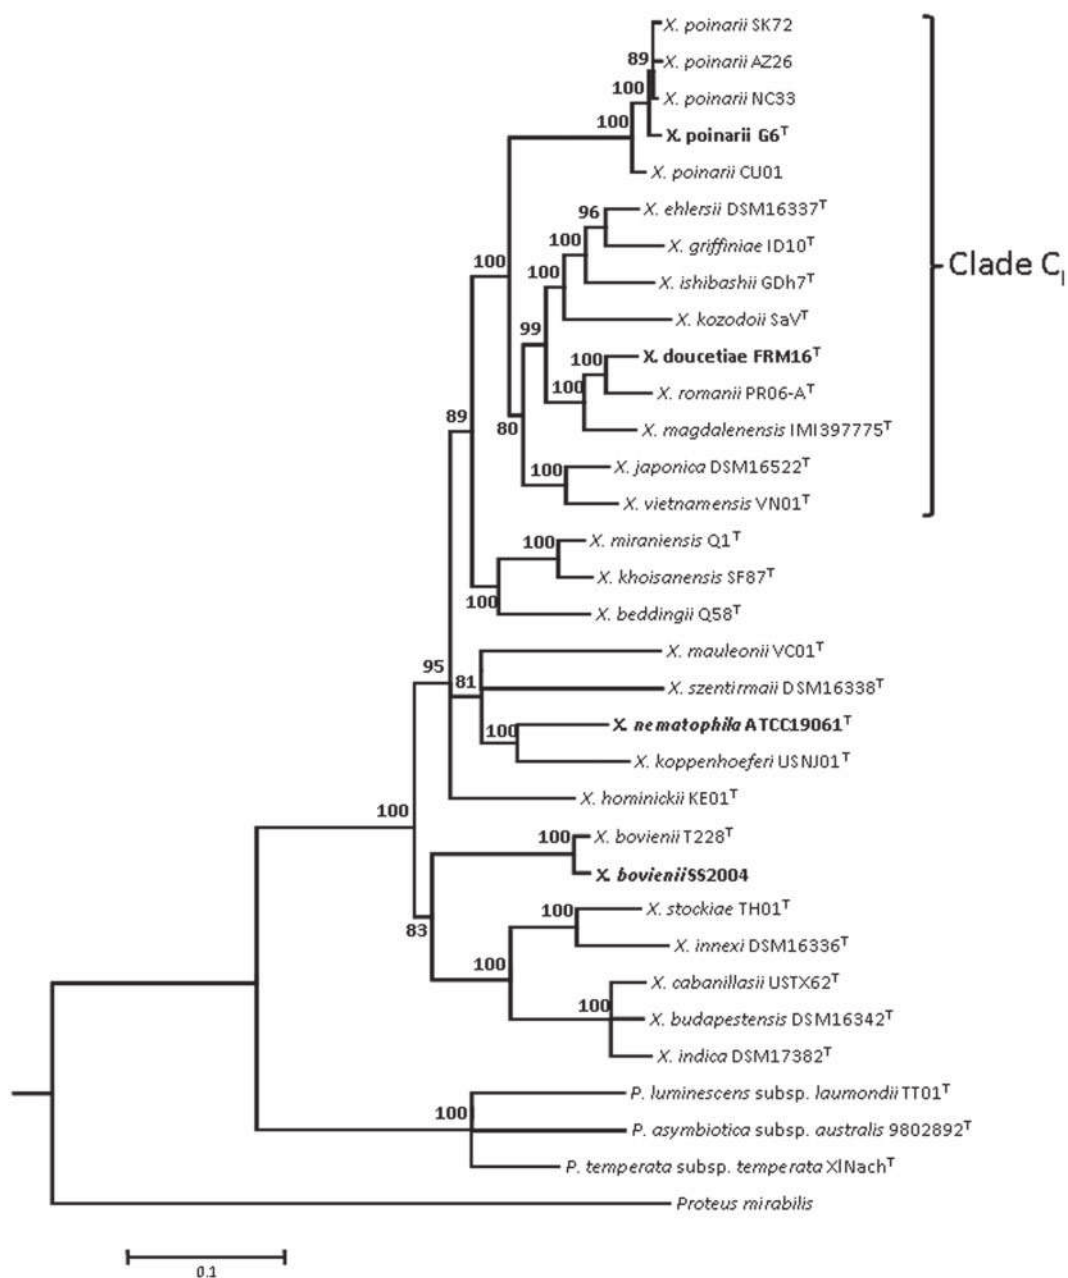 X. poinarii SK72
89
X. poinarii AZ26
100
X. poinarii NC33
100
X. poinarii G6ᵀ
X. poinarii CU01
96
X. ehlersii DSM16337ᵀ
100
X. griffiniae ID10ᵀ
100
100
Clade C_I
X. ishibashii GDh7ᵀ
99
X. kozodoii SaVᵀ
100
X. doucetiae FRM16ᵀ
100
X. romanii PR06-Aᵀ
89
80
X. magdalenensis IMI397775ᵀ
100
X. japonica DSM16522ᵀ
X. vietnamensis VN01ᵀ
100
X. miraniensis Q1ᵀ
X. khoisanensis SF87ᵀ
100
X. beddingii Q58ᵀ
X. mauleonii VC01ᵀ
95
81
X. szentirmaii DSM16338ᵀ
100
X. nematophila ATCC19061ᵀ
X. koppenhoeferi USNJ01ᵀ
X. hominickii KE01ᵀ
100
100
X. bovienii T228ᵀ
X. bovienii SS2004
100
X. stockiae TH01ᵀ
83
X. innexi DSM16336ᵀ
100
X. cabanillasii USTX62ᵀ
100
X. budapestensis DSM16342ᵀ
X. indica DSM17382ᵀ
P. luminescens subsp. laumondii TT01ᵀ
100
P. asymbiotica subsp. australis 9802892ᵀ
P. temperata subsp. temperata XlNachᵀ
Proteus mirabilis
0.1